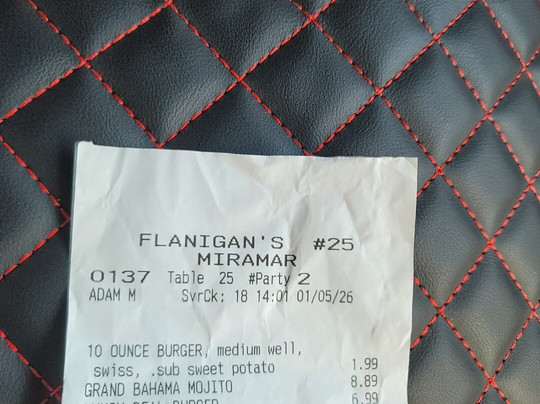 FLANIGAN'S #25
MIRAMAR
0137 Table 25 #Party 2
ADAM M SvrCk: 18 14:01 01/05/26
10 OUNCE BURGER, medium well,
swiss, .sub sweet potato 1.99
GRAND BAHAMA MOJITO 8.89
BURGER 6.99